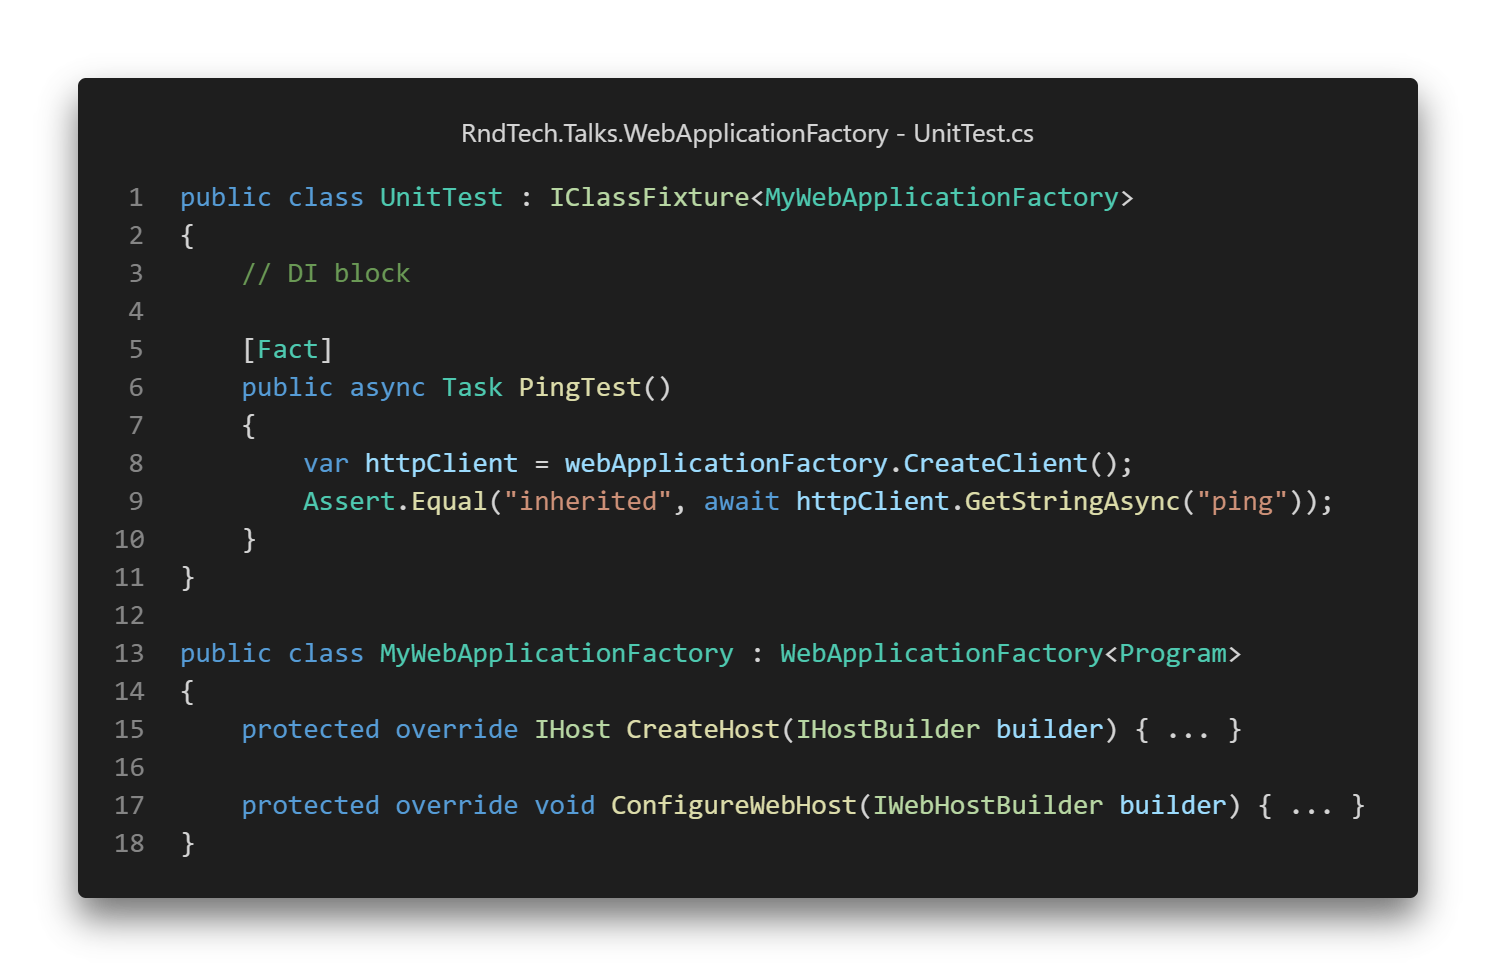 RndTech.Talks.WebApplicationFactory - UnitTest.cs
1 public class UnitTest : IClassFixture<MyWebApplicationFactory>
2 {
3     // DI block
4
5     [Fact]
6     public async Task PingTest()
7     {
8         var httpClient = webApplicationFactory.CreateClient();
9         Assert.Equal("inherited", await httpClient.GetStringAsync("ping"));
10     }
11 }
12
13 public class MyWebApplicationFactory : WebApplicationFactory<Program>
14 {
15     protected override IHost CreateHost(IHostBuilder builder) { ... }
16
17     protected override void ConfigureWebHost(IWebHostBuilder builder) { ... }
18 }